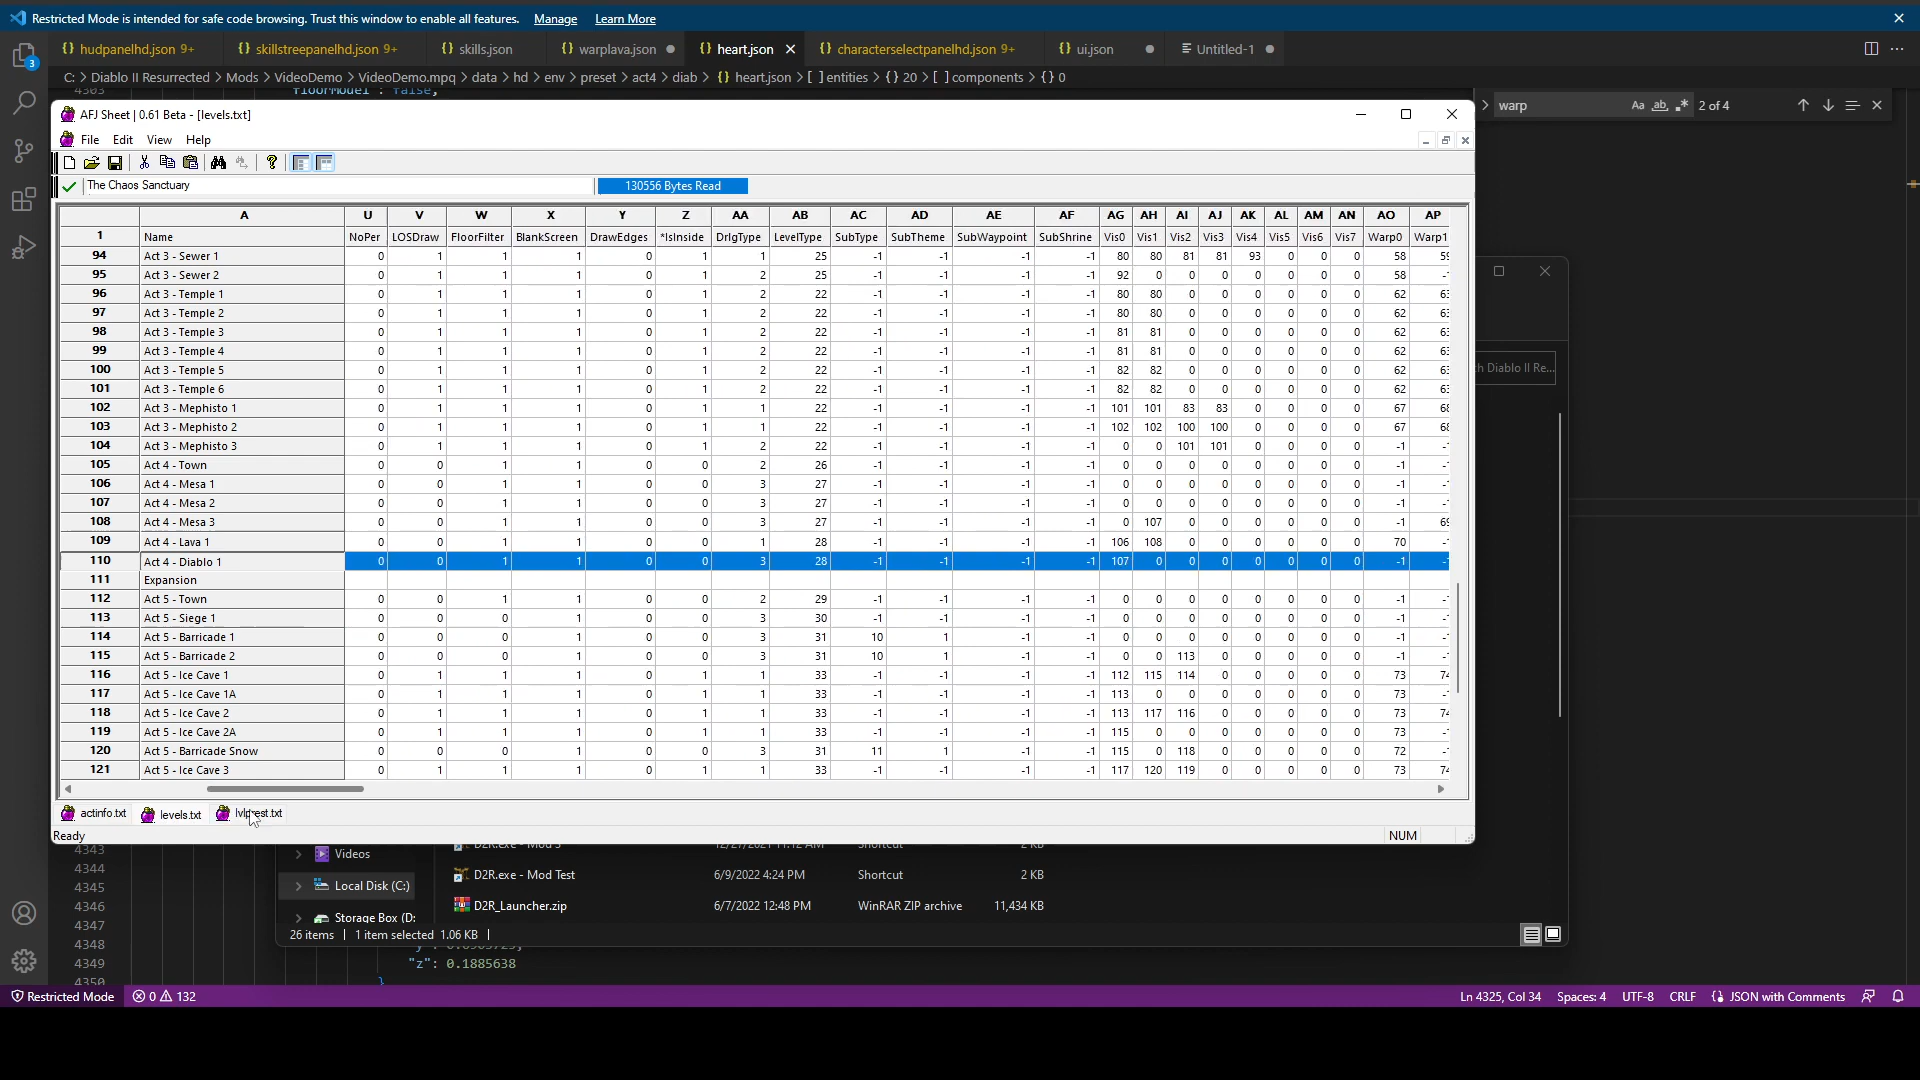 Restricted Mode is intended for safe code browsing. Trust this window to enable all features. Manage Learn More
hudpanelhd.json 9+ skillstreepanelhd.json 9+ skills.json warplava.json heart.json characterselectpanelhd.json 9+ ui.json Untitled-1
C: > Diablo II Resurrected > Mods > VideoDemo > VideoDemo.mpq > data > hd > env > preset > act4 > diab > {} heart.json > [ ] entities > {} 20 > [ ] components > {} 0
warp Aa ab 2 of 4
AFJ Sheet | 0.61 Beta - [levels.txt]
File Edit View Help
The Chaos Sanctuary 130556 Bytes Read
A U V W X Y Z AA AB AC AD AE AF AG AH AI AJ AK AL AM AN AO AP
1 Name NoPer LOSDraw FloorFilter BlankScreen DrawEdges *IsInside DrlgType LevelType SubType SubTheme SubWaypoint SubShrine Vis0 Vis1 Vis2 Vis3 Vis4 Vis5 Vis6 Vis7 Warp0 Warp1
94 Act 3 - Sewer 1 0 1 1 1 0 1 1 25 -1 -1 -1 -1 80 80 81 81 93 0 0 0 58
95 Act 3 - Sewer 2 0 1 1 1 0 1 2 25 -1 -1 -1 -1 92 0 0 0 0 0 0 0 58
96 Act 3 - Temple 1 0 1 1 1 0 1 2 22 -1 -1 -1 -1 80 80 0 0 0 0 0 0 62
97 Act 3 - Temple 2 0 1 1 1 0 1 2 22 -1 -1 -1 -1 80 80 0 0 0 0 0 0 62
98 Act 3 - Temple 3 0 1 1 1 0 1 2 22 -1 -1 -1 -1 81 81 0 0 0 0 0 0 62
99 Act 3 - Temple 4 0 1 1 1 0 1 2 22 -1 -1 -1 -1 81 81 0 0 0 0 0 0 62
100 Act 3 - Temple 5 0 1 1 1 0 1 2 22 -1 -1 -1 -1 82 82 0 0 0 0 0 0 62
101 Act 3 - Temple 6 0 1 1 1 0 1 2 22 -1 -1 -1 -1 82 82 0 0 0 0 0 0 62
102 Act 3 - Mephisto 1 0 1 1 1 0 1 1 22 -1 -1 -1 -1 101 101 83 83 0 0 0 0 67
103 Act 3 - Mephisto 2 0 1 1 1 0 1 1 22 -1 -1 -1 -1 102 102 100 100 0 0 0 0 67
104 Act 3 - Mephisto 3 0 1 1 1 0 1 2 22 -1 -1 -1 -1 0 0 101 101 0 0 0 0 -1
105 Act 4 - Town 0 0 1 1 0 0 2 26 -1 -1 -1 -1 0 0 0 0 0 0 0 0 -1
106 Act 4 - Mesa 1 0 0 1 1 0 0 3 27 -1 -1 -1 -1 0 0 0 0 0 0 0 0 -1
107 Act 4 - Mesa 2 0 0 1 1 0 0 3 27 -1 -1 -1 -1 0 0 0 0 0 0 0 0 -1
108 Act 4 - Mesa 3 0 0 1 1 0 0 3 27 -1 -1 -1 -1 0 107 0 0 0 0 0 0 -1
109 Act 4 - Lava 1 0 0 1 1 0 0 1 28 -1 -1 -1 -1 106 108 0 0 0 0 0 0 70
110 Act 4 - Diablo 1 0 0 1 1 0 0 3 28 -1 -1 -1 -1 107 0 0 0 0 0 0 0 -1
111 Expansion
112 Act 5 - Town 0 0 1 1 0 0 2 29 -1 -1 -1 -1 0 0 0 0 0 0 0 0 -1
113 Act 5 - Siege 1 0 0 0 1 0 0 3 30 -1 -1 -1 -1 0 0 0 0 0 0 0 0 -1
114 Act 5 - Barricade 1 0 0 0 1 0 0 3 31 10 1 -1 -1 0 0 0 0 0 0 0 0 -1
115 Act 5 - Barricade 2 0 0 0 1 0 0 3 31 10 1 -1 -1 0 0 113 0 0 0 0 0 -1
116 Act 5 - Ice Cave 1 0 1 1 1 0 1 1 33 -1 -1 -1 -1 112 115 114 0 0 0 0 0 73
117 Act 5 - Ice Cave 1A 0 1 1 1 0 1 1 33 -1 -1 -1 -1 113 0 0 0 0 0 0 0 73
118 Act 5 - Ice Cave 2 0 1 1 1 0 1 1 33 -1 -1 -1 -1 113 117 116 0 0 0 0 0 73
119 Act 5 - Ice Cave 2A 0 1 1 1 0 1 1 33 -1 -1 -1 -1 115 0 0 0 0 0 0 0 73
120 Act 5 - Barricade Snow 0 0 0 1 0 0 3 31 11 1 -1 -1 115 0 118 0 0 0 0 0 72
121 Act 5 - Ice Cave 3 0 1 1 1 0 1 1 33 -1 -1 -1 -1 117 120 119 0 0 0 0 0 73
actinfo.txt levels.txt lvlprest.txt
Ready NUM
h Diablo II Re...
Videos
Local Disk (C:) D2R.exe - Mod Test 6/9/2022 4:24 PM Shortcut 2 KB
Storage Box (D: D2R_Launcher.zip 6/7/2022 12:48 PM WinRAR ZIP archive 11,434 KB
26 items 1 item selected 1.06 KB
4343
4344
4345
4346
4347
4348
4349 "z": 0.1885638
4350 }
Restricted Mode 0 132 Ln 4325, Col 34 Spaces: 4 UTF-8 CRLF {} JSON with Comments